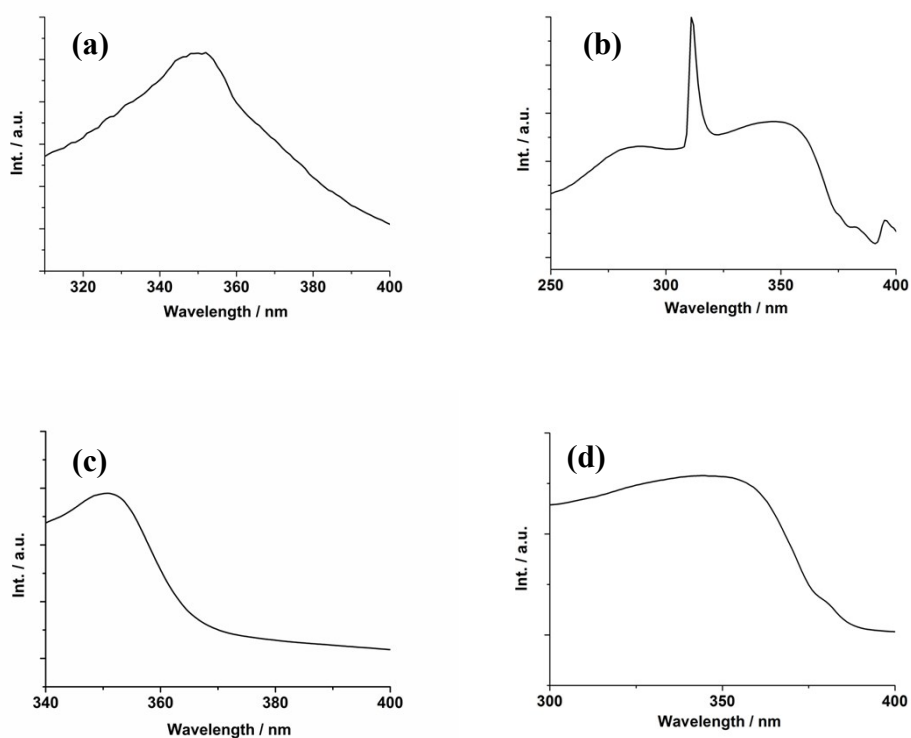 (a)
Int. / a.u.
320 340 360 380 400
Wavelength / nm
(b)
Int. / a.u.
250 300 350 400
Wavelength / nm
(c)
Int. / a.u.
340 360 380 400
Wavelength / nm
(d)
Int. / a.u.
300 350 400
Wavelength / nm